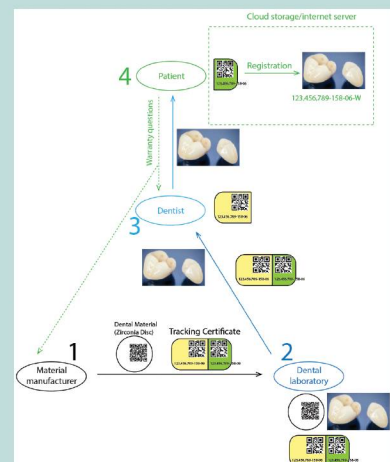 Cloud storage/internet server
4
Patient
Registration
123,456,789-158-06-W
Warranty questions
Dentist
3
1
Material
manufacturer
Dental Material
(Zirconia Disc)
Tracking Certificate
2
Dental
laboratory